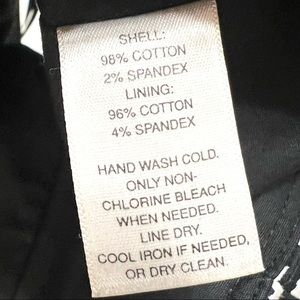 SHELL:
98% COTTON
2% SPANDEX
LINING:
96% COTTON
4% SPANDEX
HAND WASH COLD.
ONLY NON-
CHLORINE BLEACH
WHEN NEEDED.
LINE DRY.
COOL IRON IF NEEDED,
OR DRY CLEAN.